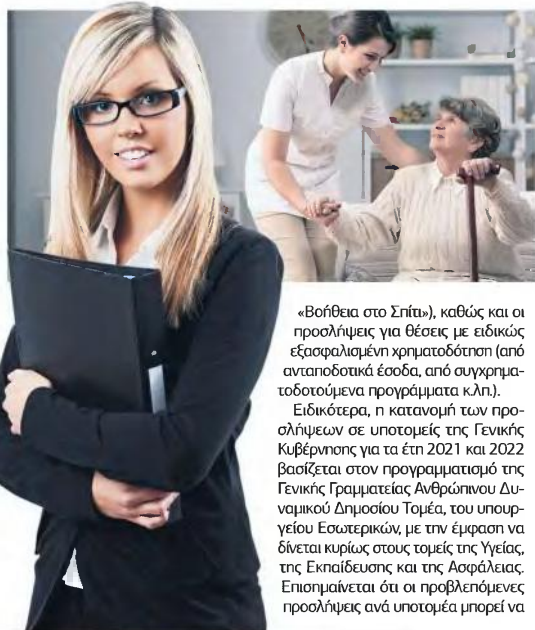 «Βοήθεια στο Σπίτι»), καθώς και οι
προσλήψεις για θέσεις με ειδικώς
εξασφαλισμένη χρηματοδότηση (από
ανταποδοτικά έσοδα, από συγχρημα-
τοδοτούμενα προγράμματα κ.λπ.).
Ειδικότερα, η κατανομή των προ-
σλήψεων σε υποτομείς της Γενικής
Κυβέρνησης για τα έτη 2021 και 2022
βασίζεται στον προγραμματισμό της
Γενικής Γραμματείας Ανθρώπινου Δυ-
ναμικού Δημοσίου Τομέα, του υπουρ-
γείου Εσωτερικών, με την έμφαση να
δίνεται κυρίως στους τομείς της Υγείας,
της Εκπαίδευσης και της Ασφάλειας.
Επισημαίνεται ότι οι προβλεπόμενες
προσλήψεις ανά υποτομέα μπορεί να